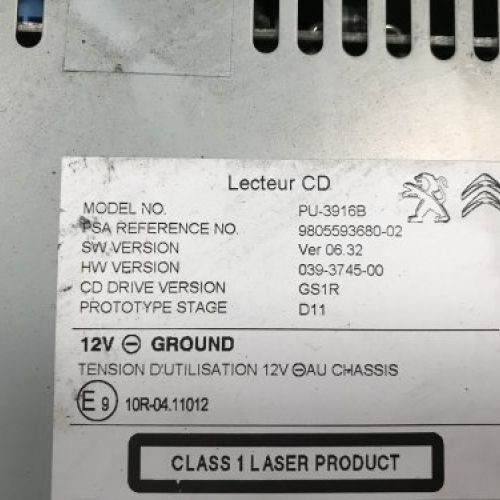 Lecteur CD
MODEL NO. PU-3916B
PSA REFERENCE NO. 9805593680-02
SW VERSION Ver 06.32
HW VERSION 039-3745-00
CD DRIVE VERSION GS1R
PROTOTYPE STAGE D11
12V ⊖ GROUND
TENSION D'UTILISATION 12V ⊖AU CHASSIS
E9 10R-04.11012
CLASS 1 LASER PRODUCT